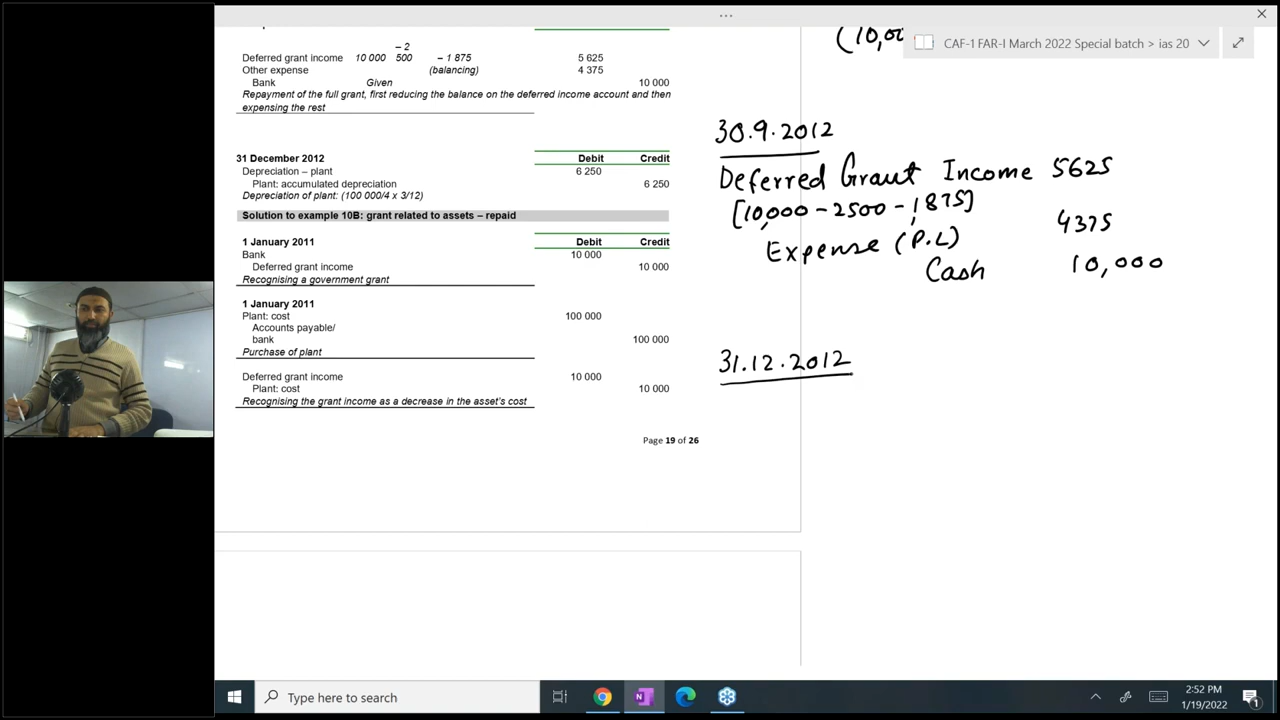 ...
(10,00
CAF-1 FAR-I March 2022 Special batch > ias 20
– 2
Deferred grant income 10 000 500 – 1 875 5 625
Other expense (balancing) 4 375
Bank Given 10 000
Repayment of the full grant, first reducing the balance on the deferred income account and then
expensing the rest
31 December 2012 Debit Credit
Depreciation – plant 6 250
Plant: accumulated depreciation 6 250
Depreciation of plant: (100 000/4 x 3/12)
Solution to example 10B: grant related to assets – repaid
1 January 2011 Debit Credit
Bank 10 000
Deferred grant income 10 000
Recognising a government grant
1 January 2011
Plant: cost 100 000
Accounts payable/
bank 100 000
Purchase of plant
Deferred grant income 10 000
Plant: cost 10 000
Recognising the grant income as a decrease in the asset's cost
Page 19 of 26
30.9.2012
Deferred Grant Income 5625
[10,000 - 2500 - 1,875]
Expense (P.L) 4375
Cash 10,000
31.12.2012
Type here to search
2:52 PM
1/19/2022
1